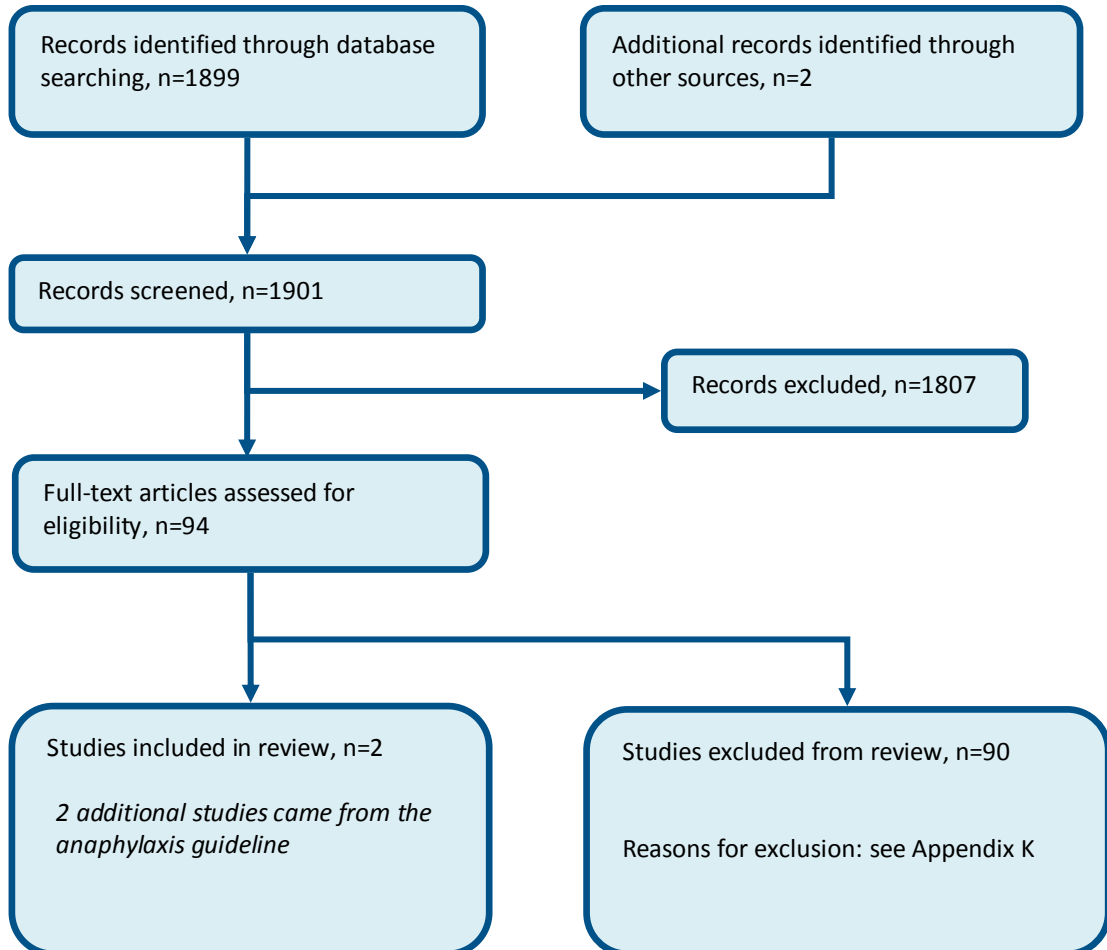 Records identified through database
searching, n=1899
Additional records identified through
other sources, n=2
Records screened, n=1901
Records excluded, n=1807
Full-text articles assessed for
eligibility, n=94
Studies included in review, n=2
2 additional studies came from the
anaphylaxis guideline
Studies excluded from review, n=90
Reasons for exclusion: see Appendix K